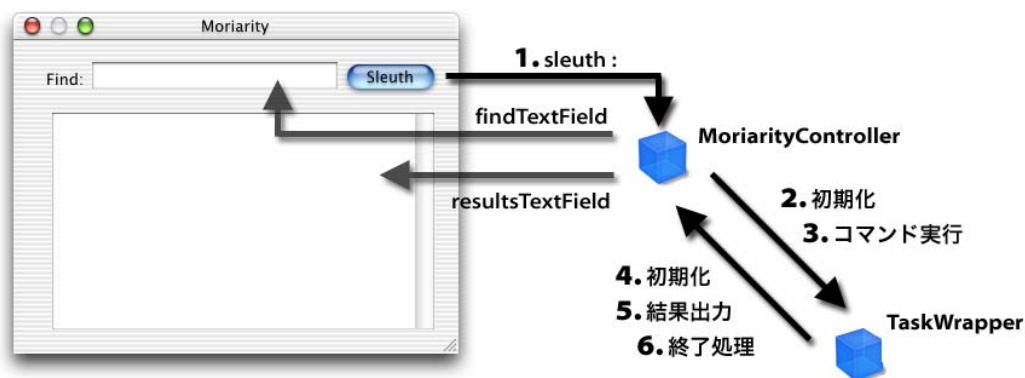 Moriarity
Find:
Sleuth
1. sleuth :
findTextField
MoriarityController
resultsTextField
2. 初期化
3. コマンド実行
4. 初期化
5. 結果出力
6. 終了処理
TaskWrapper